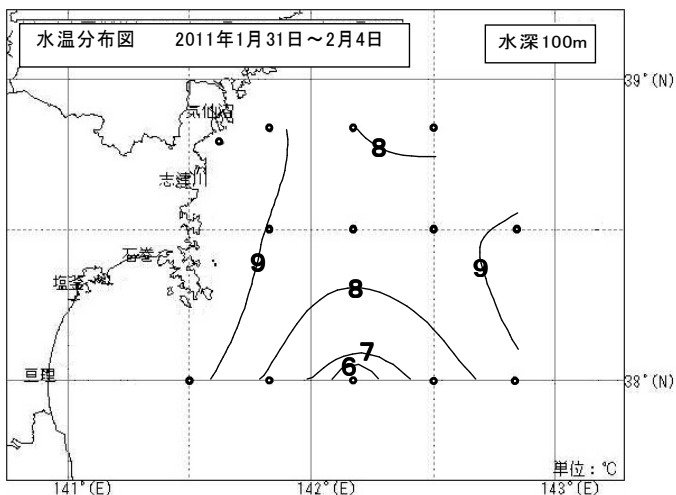 水温分布図 2011年1月31日～2月4日
水深100m
39°(N)
気仙沼
8
志津川
石巻
9
9
塩釜
8
7
6
亘理
38°(N)
単位：℃
141°(E)
142°(E)
143°(E)